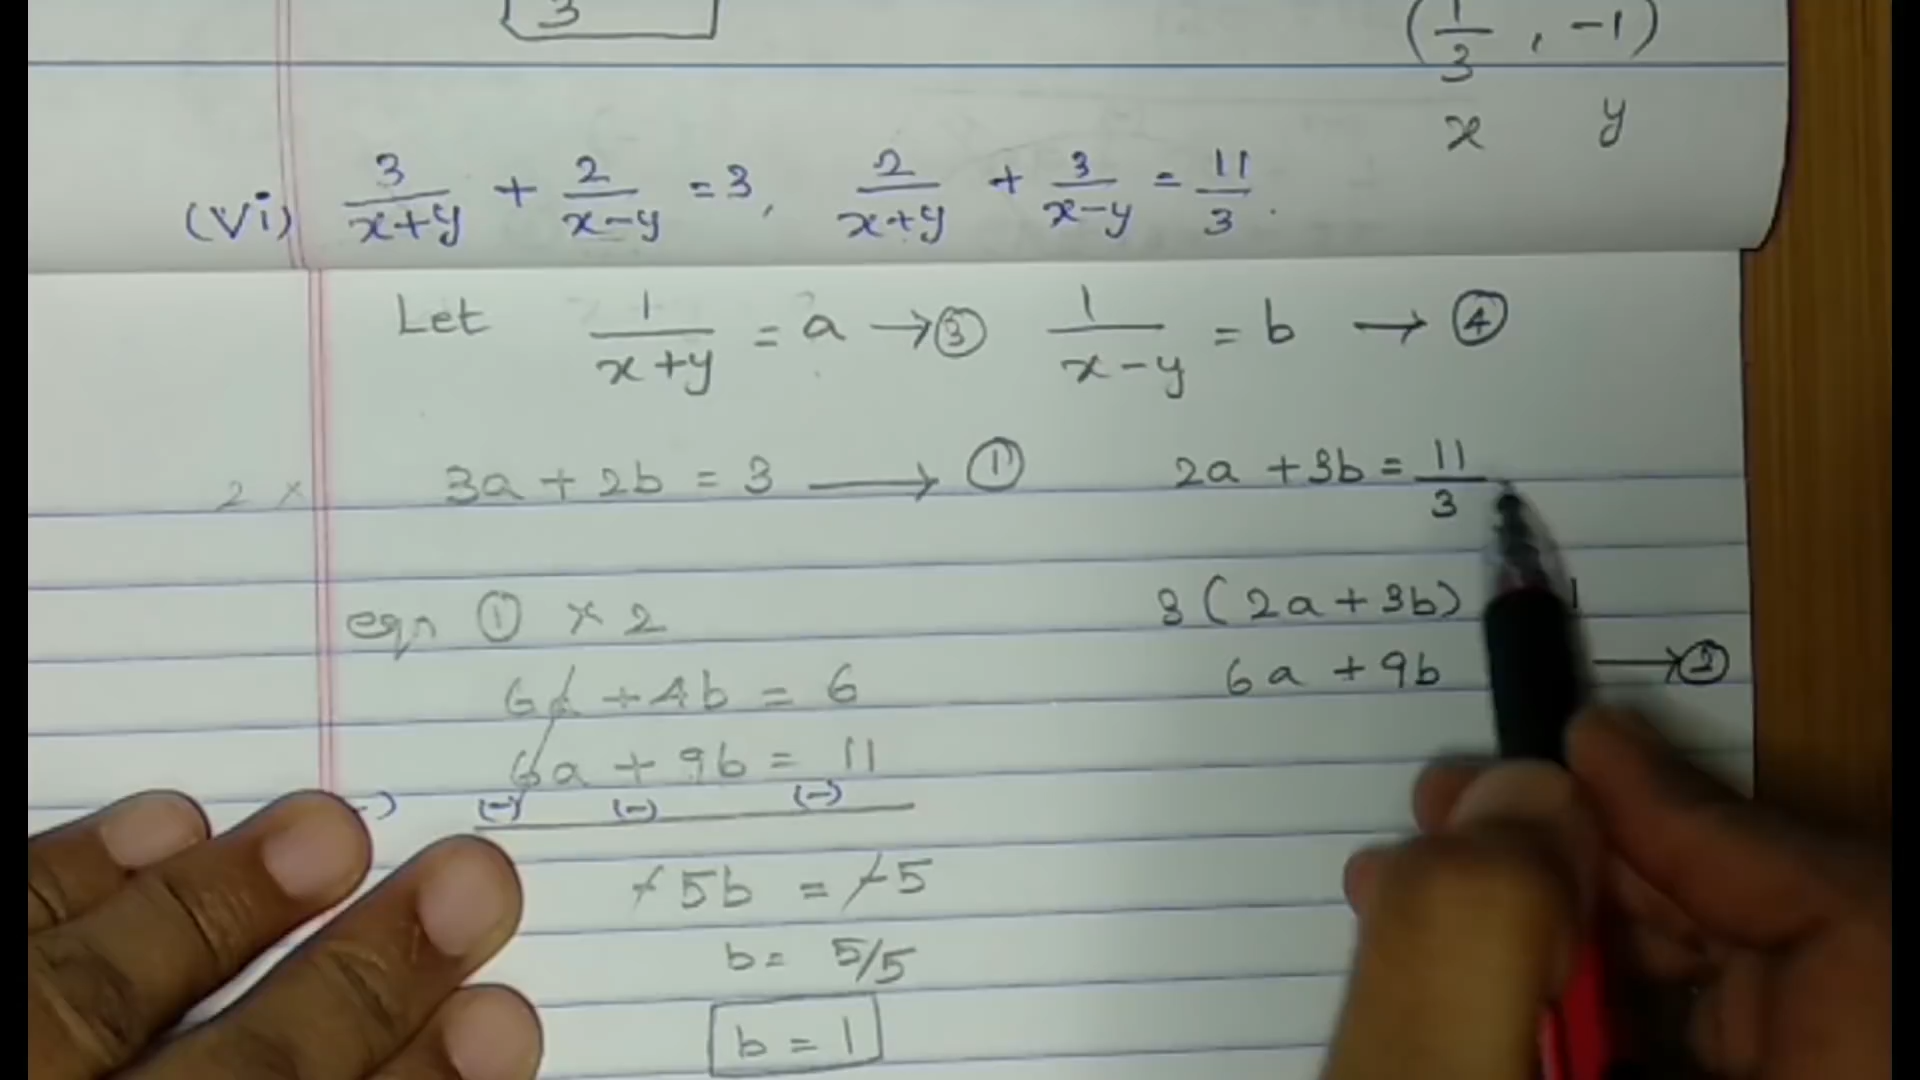 3
(1/3, -1)
x y
(vi) 3/(x+y) + 2/(x-y) = 3, 2/(x+y) + 3/(x-y) = 11/3.
Let 1/(x+y) = a → ③ 1/(x-y) = b → ④
2 × 3a + 2b = 3 → ① 2a + 3b = 11/3
eqn ① × 2 3(2a + 3b)
6a + 4b = 6 6a + 9b → ②
6a + 9b = 11
(-) (-) (-)
-5b = -5
b = 5/5
b = 1